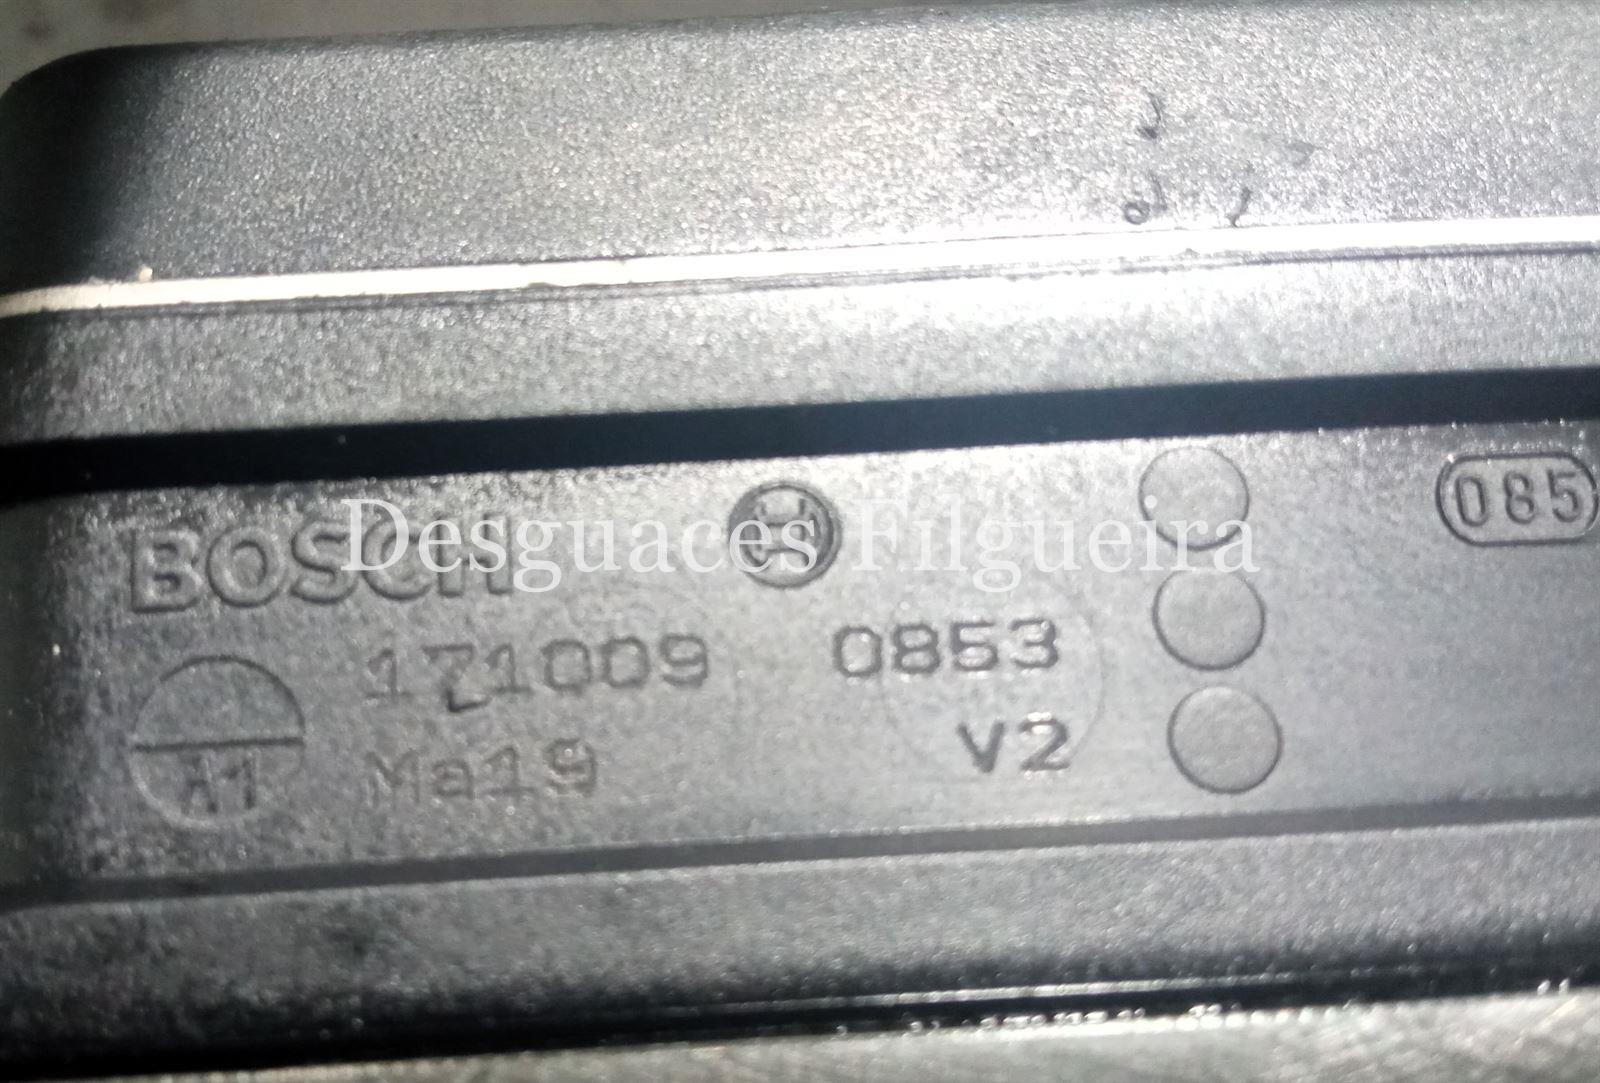 BOSCH
085
171009 0853
A1 Ma19 V2
Desguaces Filgueira